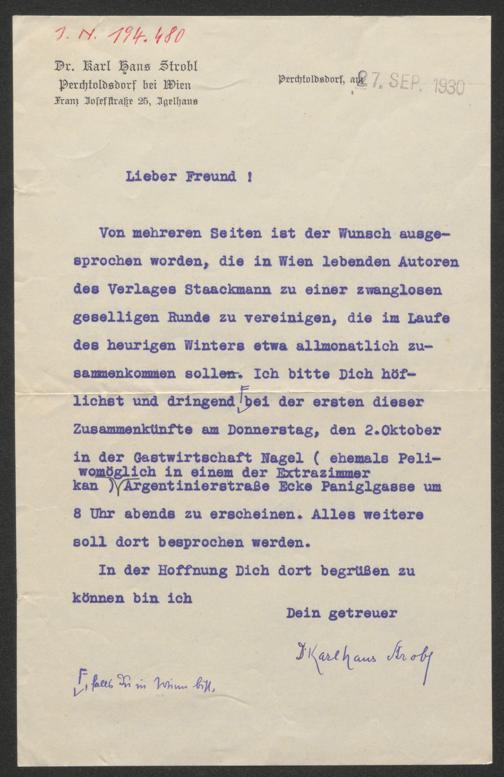 J. N. 194.480
Dr. Karl Hans Strobl
Perchtoldsdorf bei Wien
Franz Josefstraße 25, Igelhaus
Perchtoldsdorf, am 27. SEP. 1930
Lieber Freund !
Von mehreren Seiten ist der Wunsch ausge-
sprochen worden, die in Wien lebenden Autoren
des Verlages Staackmann zu einer zwanglosen
geselligen Runde zu vereinigen, die im Laufe
des heurigen Winters etwa allmonatlich zu-
sammenkommen sollen. Ich bitte Dich höf-
lichst und dringend bei der ersten dieser
Zusammenkünfte am Donnerstag, den 2.Oktober
in der Gastwirtschaft Nagel ( ehemals Peli-
womöglich in einem der Extrazimmer
kan ) Argentinierstraße Ecke Paniglgasse um
8 Uhr abends zu erscheinen. Alles weitere
soll dort besprochen werden.
In der Hoffnung Dich dort begrüßen zu
können bin ich
Dein getreuer
Dr Karl Hans Strobl
, falls Du in Wien bist,